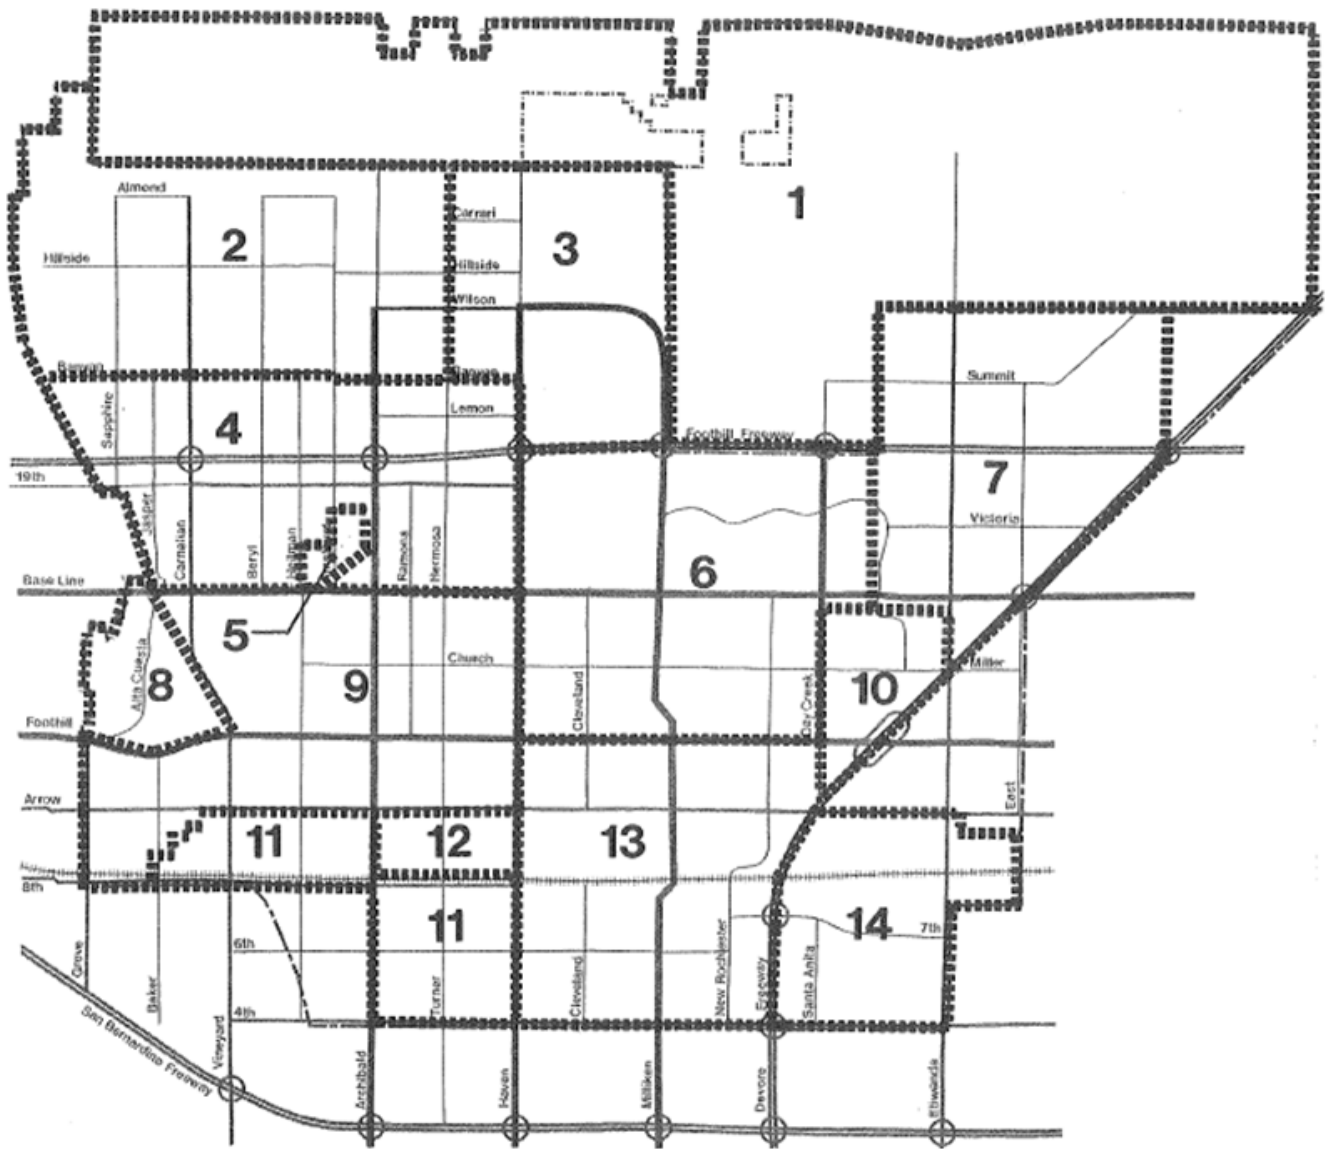 1
Almond
2
Carrari
3
Hillside
Hillside
Wilson
Banyan
Banyan
Summit
Sapphire
4
Lemon
Foothill Freeway
19th
7
Jasper
Carnelian
Beryl
Hellman
Ramona
Hermosa
Victoria
Base Line
6
5
Church
Miller
Alta Cuesta
8
9
Cleveland
Day Creek
10
Foothill
Arrow
East
11
12
13
8th
11
14
7th
6th
Grove
Baker
Turner
Cleveland
New Rochester
Freeway
Santa Anita
4th
San Bernardino Freeway
Vineyard
Archibald
Haven
Milliken
Devore
Etiwanda